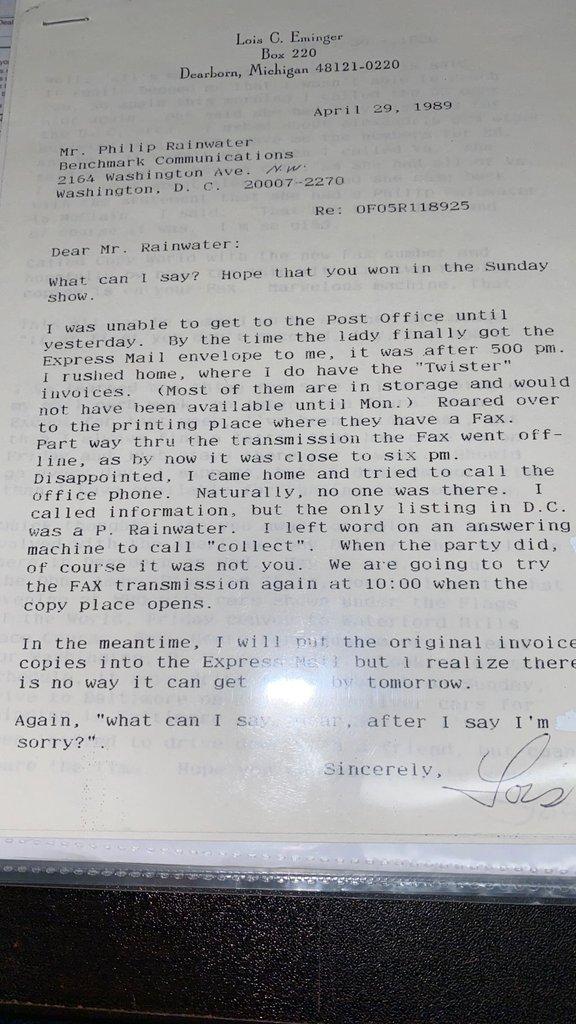 Lois C. Eminger
Box 220
Dearborn, Michigan 48121-0220
April 29, 1989
Mr. Philip Rainwater
Benchmark Communications
2164 Washington Ave. N.W.
Washington, D. C. 20007-2270
Re: 0F05R118925
Dear Mr. Rainwater:
What can I say? Hope that you won in the Sunday
show.
I was unable to get to the Post Office until
yesterday. By the time the lady finally got the
Express Mail envelope to me, it was after 500 pm.
I rushed home, where I do have the "Twister"
invoices. (Most of them are in storage and would
not have been available until Mon.) Roared over
to the printing place where they have a Fax.
Part way thru the transmission the Fax went off-
line, as by now it was close to six pm.
Disappointed, I came home and tried to call the
office phone. Naturally, no one was there. I
called information, but the only listing in D.C.
was a P. Rainwater. I left word on an answering
machine to call "collect". When the party did,
of course it was not you. We are going to try
the FAX transmission again at 10:00 when the
copy place opens.
In the meantime, I will put the original invoice
copies into the Express Mail but I realize there
is no way it can get by tomorrow.
Again, "what can I say after I say I'm
sorry?".
Sincerely,
Lois